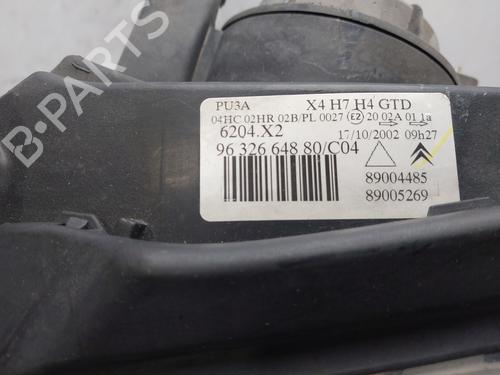 B-PARTS
PU3A X4 H7 H4 GTD
04HC 02HR 02B/PL 0027 E2 20 02A 01 1a
6204.X2 17/10/2002 09h27
96 326 648 80/C04
89004485
89005269